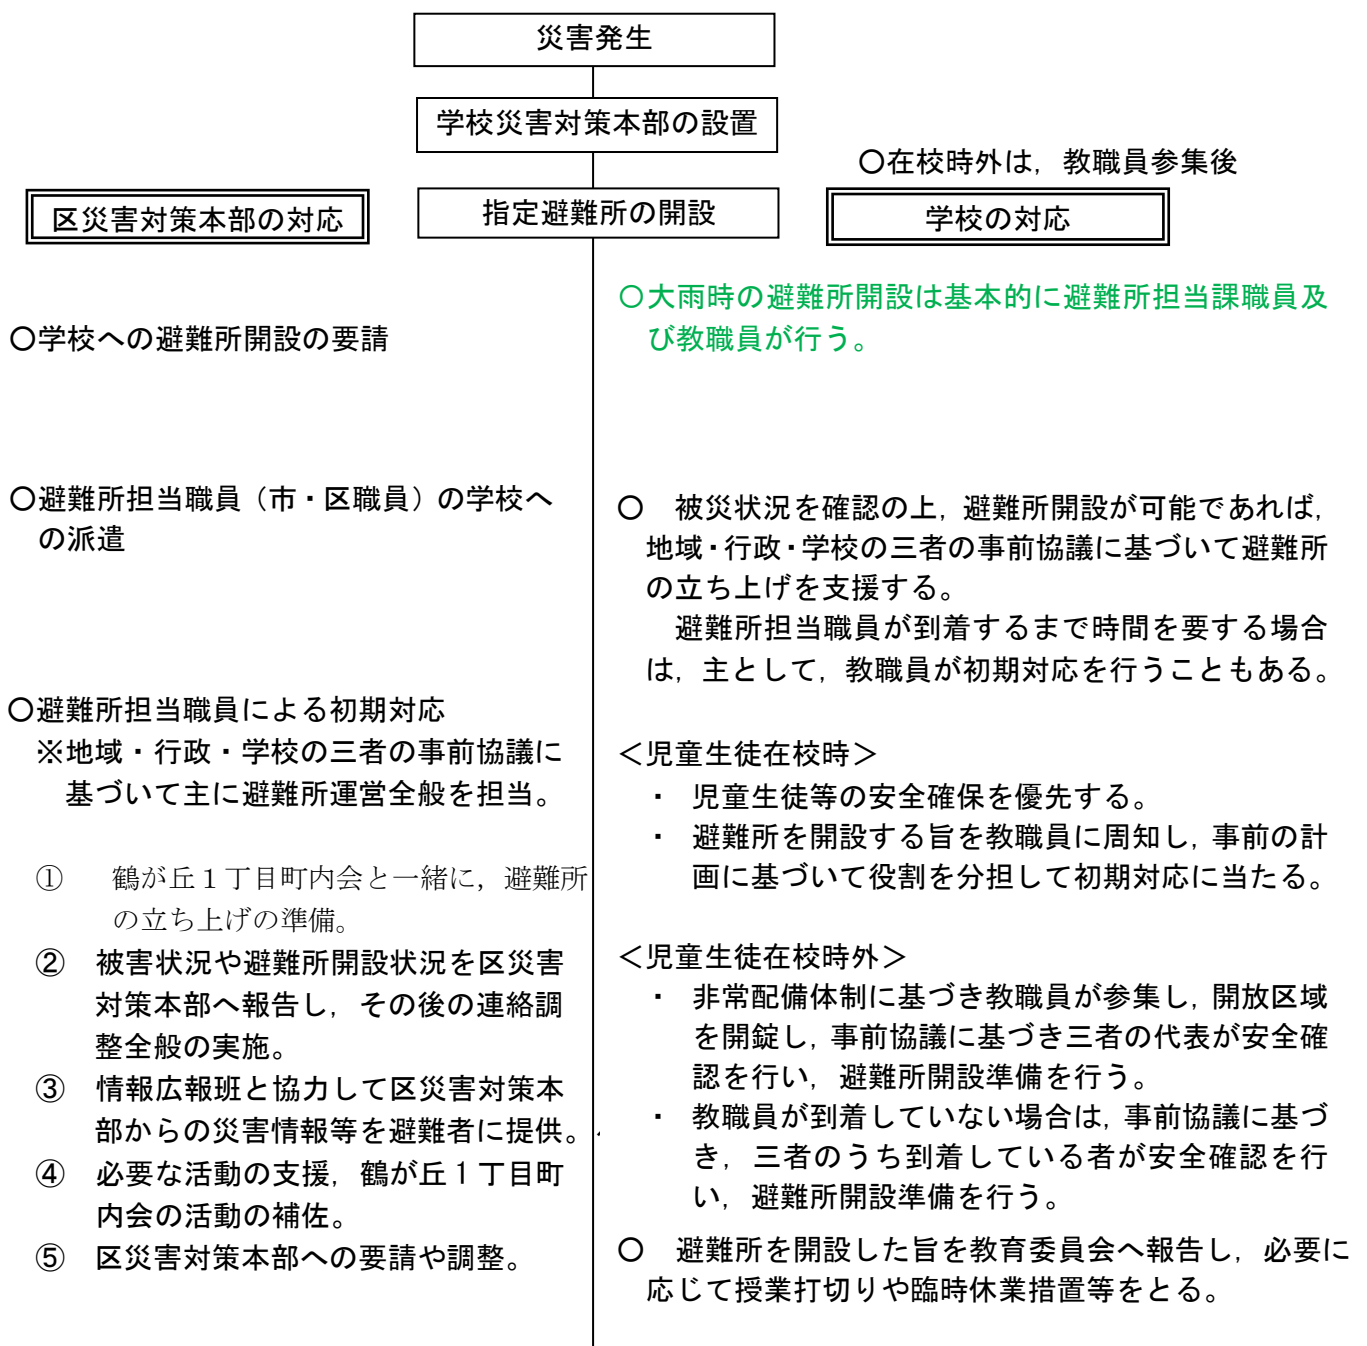 災害発生
学校災害対策本部の設置
〇在校時外は，教職員参集後
区災害対策本部の対応
指定避難所の開設
学校の対応
〇学校への避難所開設の要請
〇避難所担当職員（市・区職員）の学校へ
の派遣
〇避難所担当職員による初期対応
※地域・行政・学校の三者の事前協議に
基づいて主に避難所運営全般を担当。
① 鶴が丘１丁目町内会と一緒に，避難所
の立ち上げの準備。
② 被害状況や避難所開設状況を区災害
対策本部へ報告し，その後の連絡調
整全般の実施。
③ 情報広報班と協力して区災害対策本
部からの災害情報等を避難者に提供。
④ 必要な活動の支援，鶴が丘１丁目町
内会の活動の補佐。
⑤ 区災害対策本部への要請や調整。
〇大雨時の避難所開設は基本的に避難所担当課職員及
び教職員が行う。
〇 被災状況を確認の上，避難所開設が可能であれば，
地域・行政・学校の三者の事前協議に基づいて避難所
の立ち上げを支援する。
避難所担当職員が到着するまで時間を要する場合
は，主として，教職員が初期対応を行うこともある。
＜児童生徒在校時＞
・ 児童生徒等の安全確保を優先する。
・ 避難所を開設する旨を教職員に周知し，事前の計
画に基づいて役割を分担して初期対応に当たる。
＜児童生徒在校時外＞
・ 非常配備体制に基づき教職員が参集し，開放区域
を開錠し，事前協議に基づき三者の代表が安全確
認を行い，避難所開設準備を行う。
・ 教職員が到着していない場合は，事前協議に基づ
き，三者のうち到着している者が安全確認を行
い，避難所開設準備を行う。
〇 避難所を開設した旨を教育委員会へ報告し，必要に
応じて授業打切りや臨時休業措置等をとる。